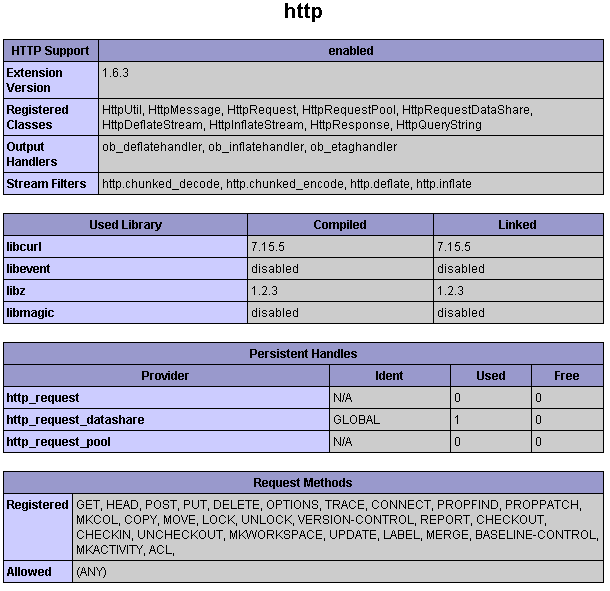 http
HTTP Support enabled
Extension Version 1.6.3
Registered Classes HttpUtil, HttpMessage, HttpRequest, HttpRequestPool, HttpRequestDataShare,
HttpDeflateStream, HttpInflateStream, HttpResponse, HttpQueryString
Output Handlers ob_deflatehandler, ob_inflatehandler, ob_etaghandler
Stream Filters http.chunked_decode, http.chunked_encode, http.deflate, http.inflate
Used Library Compiled Linked
libcurl 7.15.5 7.15.5
libevent disabled disabled
libz 1.2.3 1.2.3
libmagic disabled disabled
Persistent Handles
Provider Ident Used Free
http_request N/A 0 0
http_request_datashare GLOBAL 1 0
http_request_pool N/A 0 0
Request Methods
Registered GET, HEAD, POST, PUT, DELETE, OPTIONS, TRACE, CONNECT, PROPFIND, PROPPATCH,
MKCOL, COPY, MOVE, LOCK, UNLOCK, VERSION-CONTROL, REPORT, CHECKOUT,
CHECKIN, UNCHECKOUT, MKWORKSPACE, UPDATE, LABEL, MERGE, BASELINE-CONTROL,
MKACTIVITY, ACL,
Allowed (ANY)